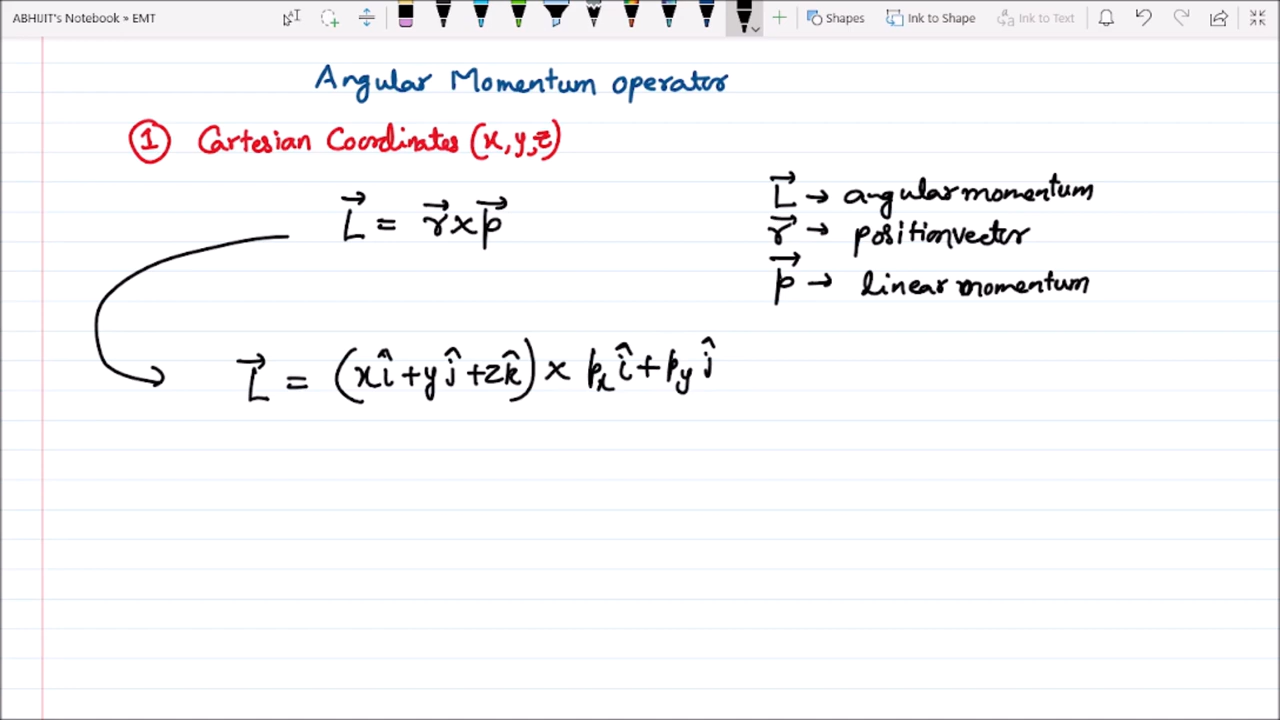 ABHIJIT's Notebook » EMT
Shapes
Ink to Shape
Ink to Text
Angular Momentum operator
① Cartesian Coordinates (x,y,z)
L⃗ = r⃗ × p⃗
L⃗ → angular momentum
r⃗ → position vector
p⃗ → linear momentum
L⃗ = (xî + yĵ + zk̂) × pₓî + p_yĵ